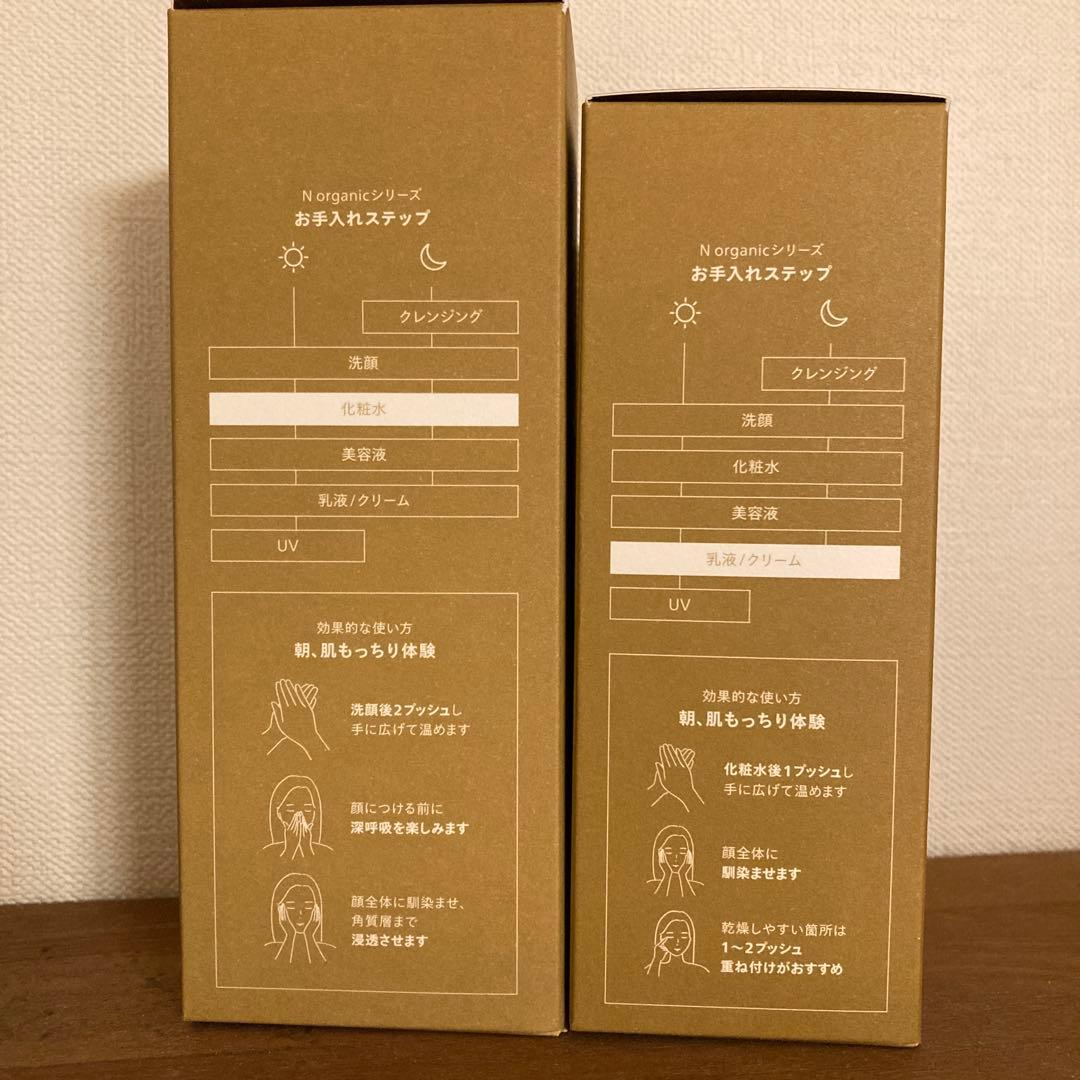 N organicシリーズ
お手入れステップ
クレンジング
洗顔
化粧水
美容液
乳液/クリーム
UV
効果的な使い方
朝、肌もっちり体験
洗顔後2プッシュし
手に広げて温めます
顔につける前に
深呼吸を楽しみます
顔全体に馴染ませ、
角質層まで
浸透させます
N organicシリーズ
お手入れステップ
クレンジング
洗顔
化粧水
美容液
乳液/クリーム
UV
効果的な使い方
朝、肌もっちり体験
化粧水後1プッシュし
手に広げて温めます
顔全体に
馴染ませます
乾燥しやすい箇所は
1〜2プッシュ
重ね付けがおすすめ